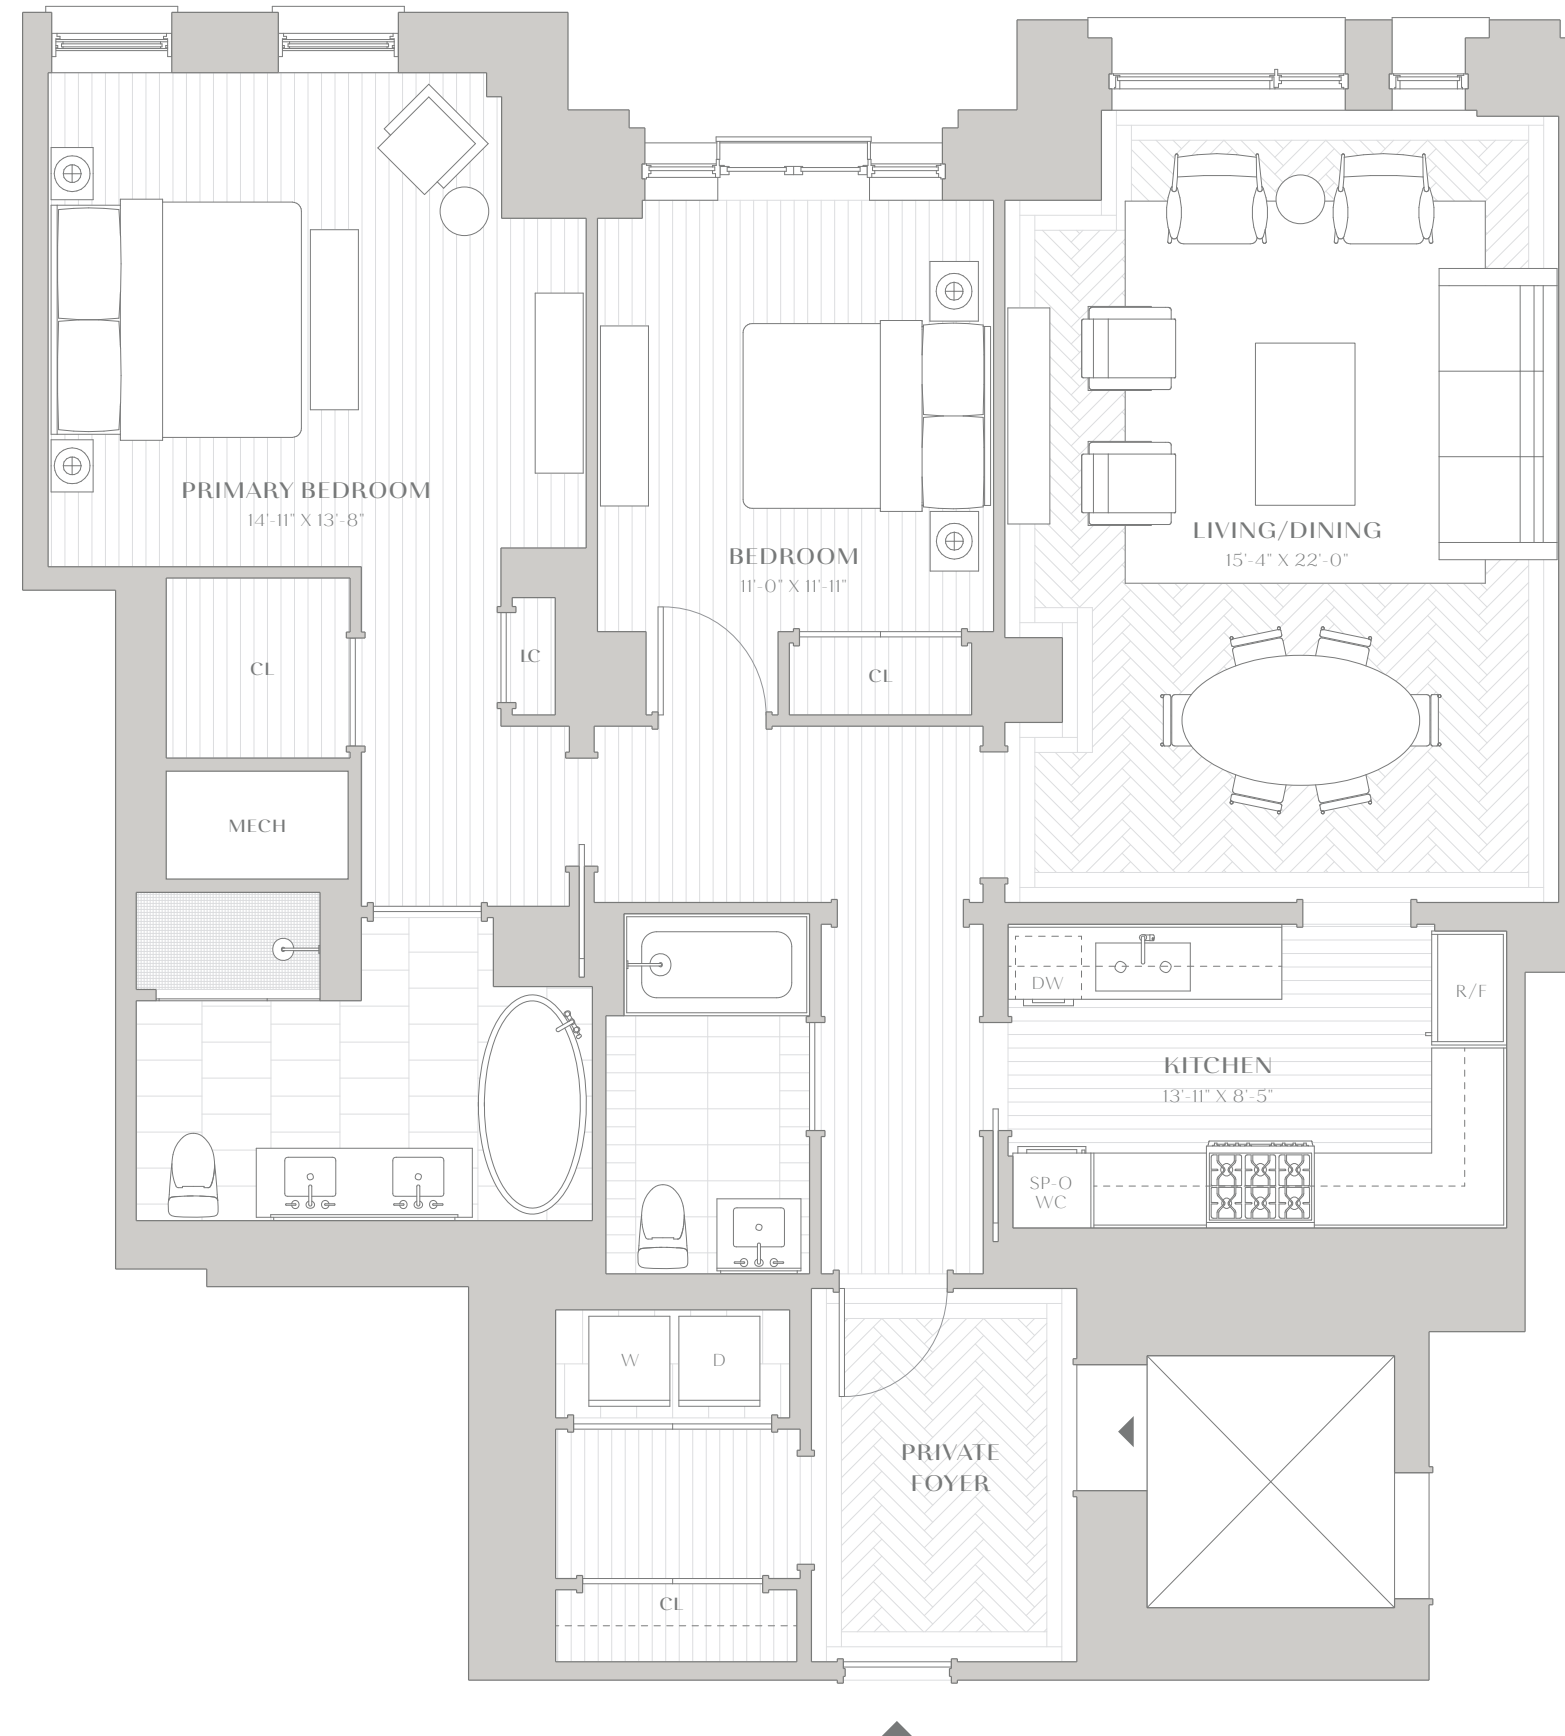 PRIMARY BEDROOM
14'-11" X 13'-8"
BEDROOM
11'-0" X 11'-11"
LIVING/DINING
15'-4" X 22'-0"
CL
LC
CL
MECH
DW
R/F
KITCHEN
13'-11" X 8'-5"
SP-O
WC
W
D
PRIVATE
FOYER
CL